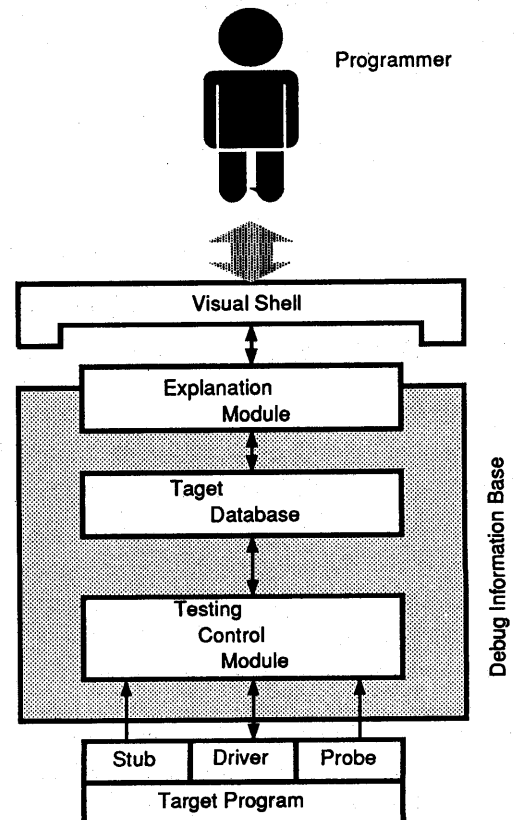 Programmer
Visual Shell
Explanation
Module
Taget
Database
Testing
Control
Module
Debug Information Base
Stub
Driver
Probe
Target Program